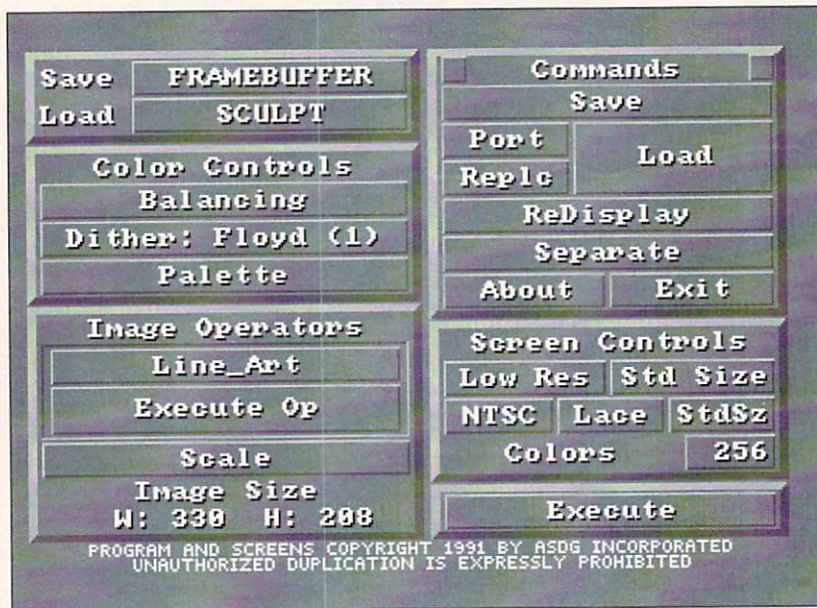 Save FRAMEBUFFER
Load SCULPT
Color Controls
Balancing
Dither: Floyd (1)
Palette
Image Operators
Line_Art
Execute Op
Scale
Image Size
W: 330 H: 208
Commands
Save
Port
Replc
Load
ReDisplay
Separate
About Exit
Screen Controls
Low Res Std Size
NTSC Lace StdSz
Colors 256
Execute
PROGRAM AND SCREENS COPYRIGHT 1991 BY ASDG INCORPORATED
UNAUTHORIZED DUPLICATION IS EXPRESSLY PROHIBITED